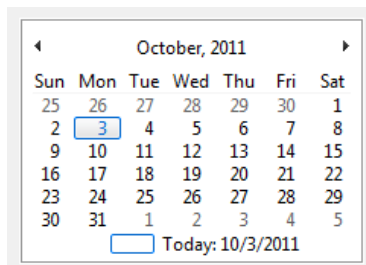 October, 2011
Sun Mon Tue Wed Thu Fri Sat
25 26 27 28 29 30 1
2 3 4 5 6 7 8
9 10 11 12 13 14 15
16 17 18 19 20 21 22
23 24 25 26 27 28 29
30 31 1 2 3 4 5
Today: 10/3/2011